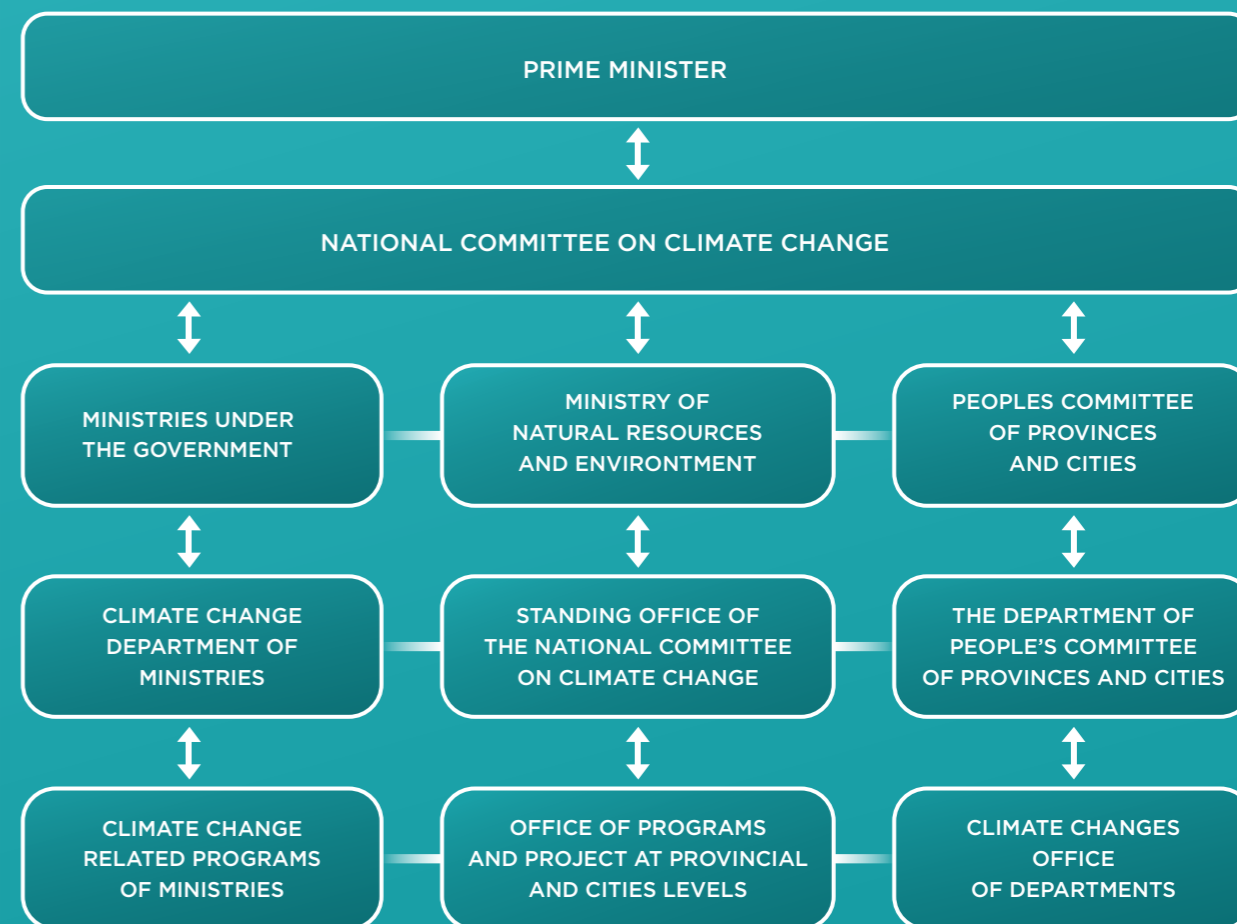 PRIME MINISTER
NATIONAL COMMITTEE ON CLIMATE CHANGE
MINISTRIES UNDER
THE GOVERNMENT
MINISTRY OF
NATURAL RESOURCES
AND ENVIRONTMENT
PEOPLES COMMITTEE
OF PROVINCES
AND CITIES
CLIMATE CHANGE
DEPARTMENT OF
MINISTRIES
STANDING OFFICE OF
THE NATIONAL COMMITTEE
ON CLIMATE CHANGE
THE DEPARTMENT OF
PEOPLE'S COMMITTEE
OF PROVINCES AND CITIES
CLIMATE CHANGE
RELATED PROGRAMS
OF MINISTRIES
OFFICE OF PROGRAMS
AND PROJECT AT PROVINCIAL
AND CITIES LEVELS
CLIMATE CHANGES
OFFICE
OF DEPARTMENTS